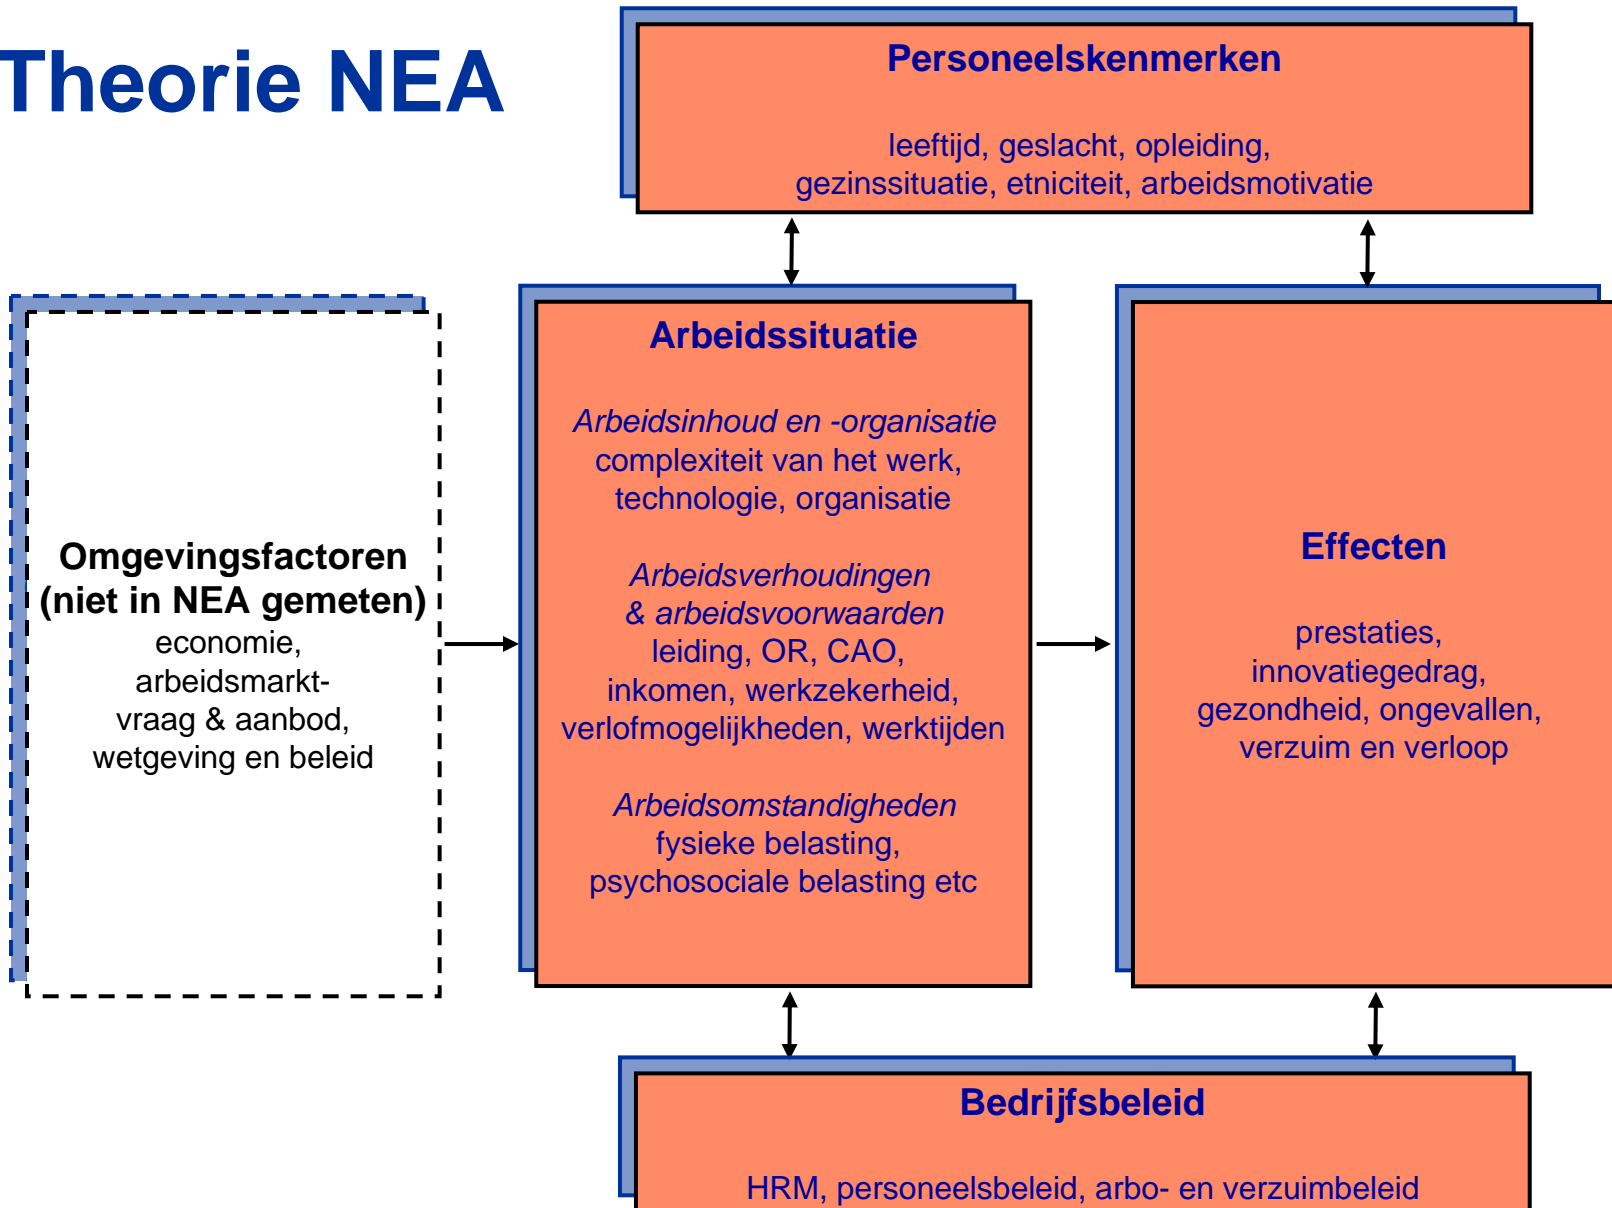 Theorie NEA
Personeelskenmerken
leeftijd, geslacht, opleiding,
gezinssituatie, etniciteit, arbeidsmotivatie
Omgevingsfactoren
(niet in NEA gemeten)
economie,
arbeidsmarkt-
vraag & aanbod,
wetgeving en beleid
Arbeidssituatie
Arbeidsinhoud en -organisatie
complexiteit van het werk,
technologie, organisatie
Arbeidsverhoudingen
& arbeidsvoorwaarden
leiding, OR, CAO,
inkomen, werkzekerheid,
verlofmogelijkheden, werktijden
Arbeidsomstandigheden
fysieke belasting,
psychosociale belasting etc
Effecten
prestaties,
innovatiegedrag,
gezondheid, ongevallen,
verzuim en verloop
Bedrijfsbeleid
HRM, personeelsbeleid, arbo- en verzuimbeleid